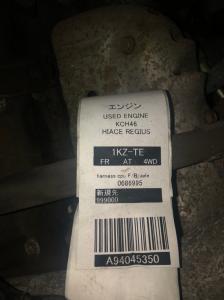 エンジン
USED ENGINE
KCH46
HIACE REGIUS
1KZ-TE
FR AT 4WD
harness cpu F/B/axle
0686995
新規先
999000
A94045350